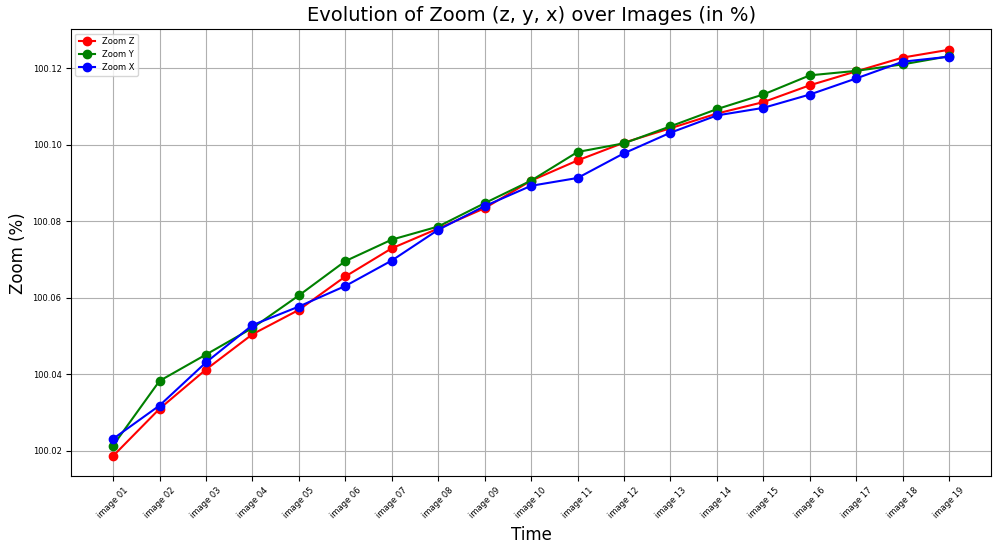 Evolution of Zoom (z, y, x) over Images (in %)
Zoom Z
Zoom Y
Zoom X
Zoom (%)
100.12
100.10
100.08
100.06
100.04
100.02
image 01
image 02
image 03
image 04
image 05
image 06
image 07
image 08
image 09
image 10
image 11
image 12
image 13
image 14
image 15
image 16
image 17
image 18
image 19
Time